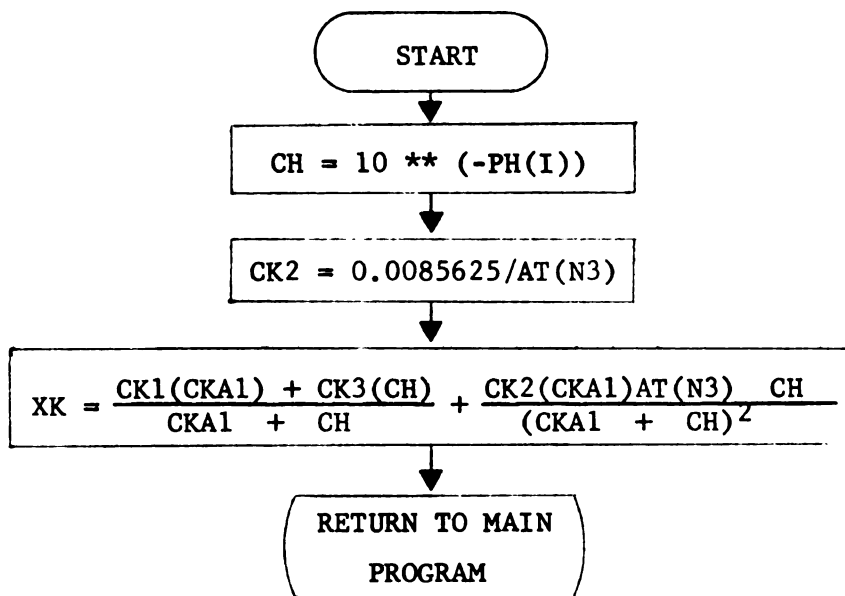 START
CH = 10 ** (-PH(I))
CK2 = 0.0085625/AT(N3)
XK = CK1(CKA1) + CK3(CH) / CKA1 + CH + CK2(CKA1)AT(N3) CH / (CKA1 + CH)²
RETURN TO MAIN
PROGRAM